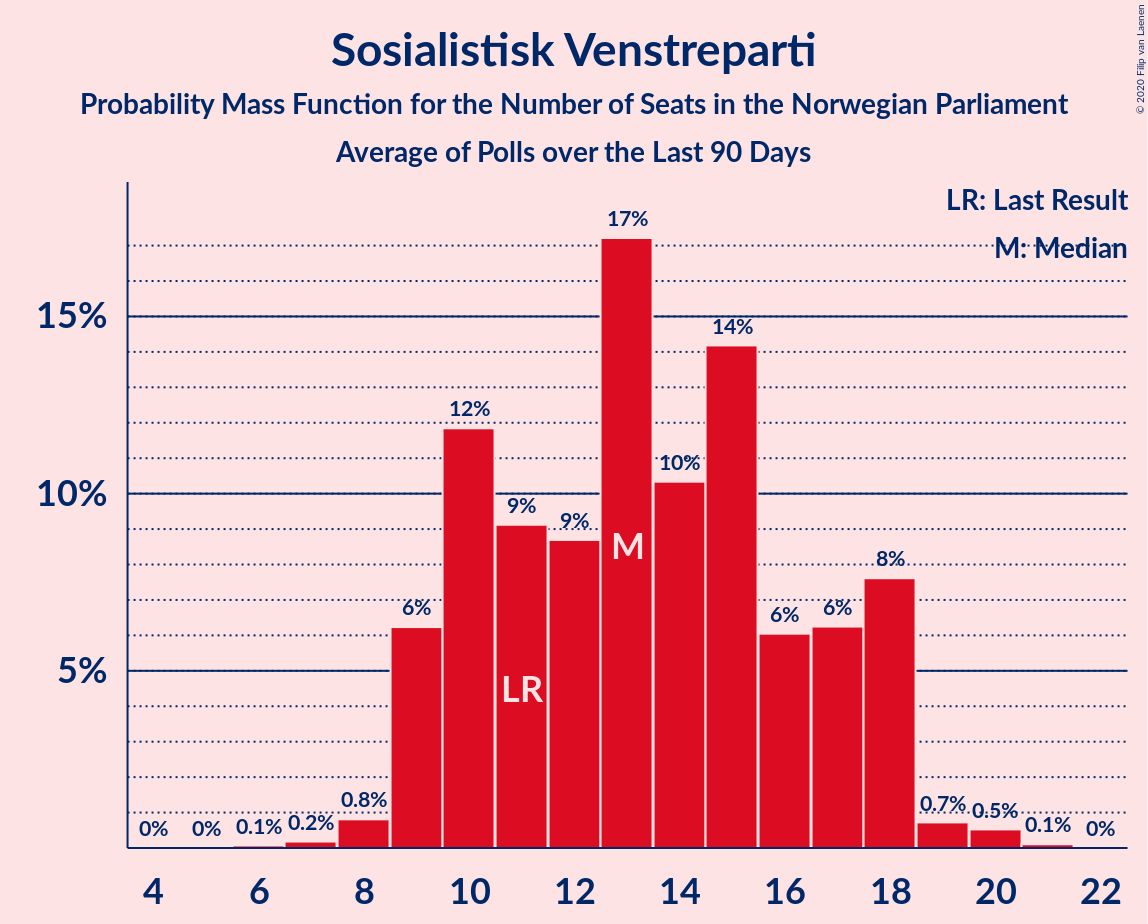 Sosialistisk Venstreparti
Probability Mass Function for the Number of Seats in the Norwegian Parliament
Average of Polls over the Last 90 Days
© 2020 Filip van Laenen
LR: Last Result
M: Median
17%
15%
14%
12%
10%
10%
9%
9%
M
8%
6%
6%
6%
5%
LR
0.8%
0.7%
0.5%
0%
0%
0.1%
0.2%
0.1%
0%
4 6 8 10 12 14 16 18 20 22